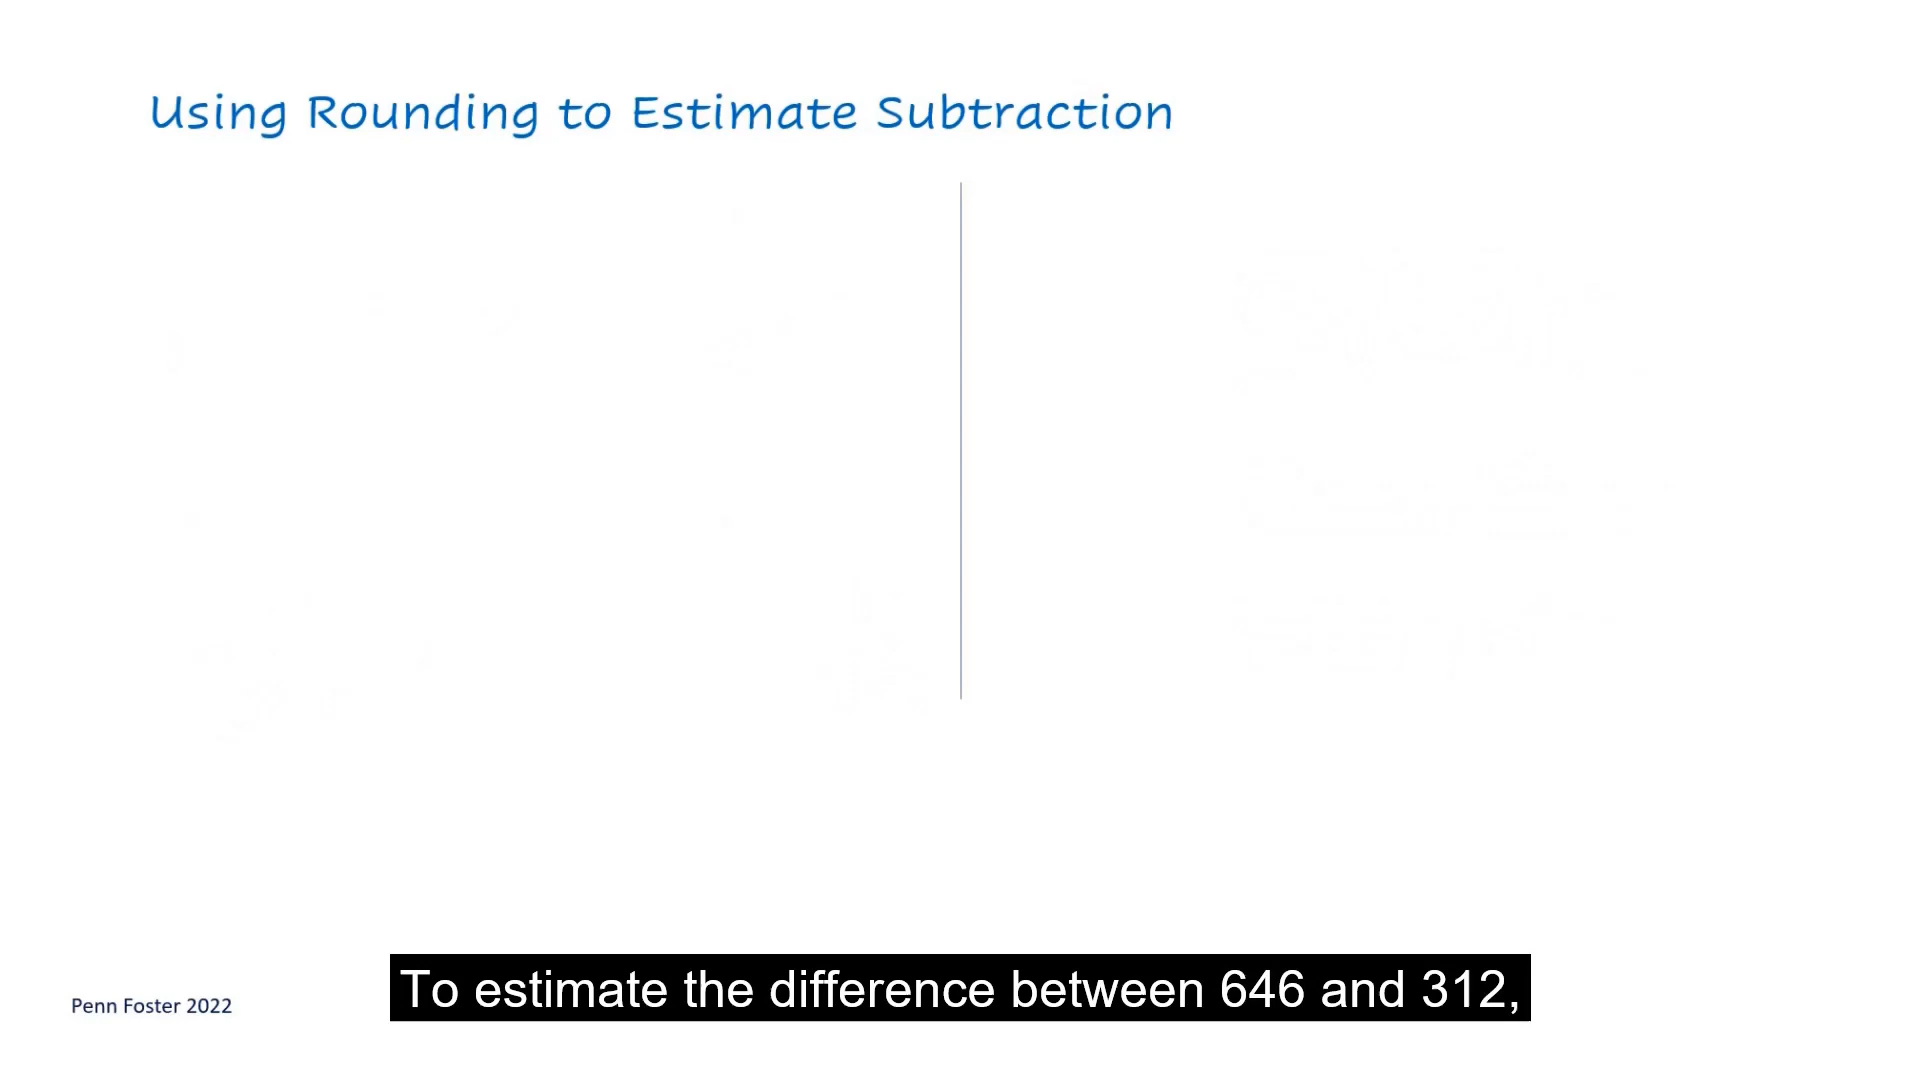 Using Rounding to Estimate Subtraction
To estimate the difference between 646 and 312,
Penn Foster 2022